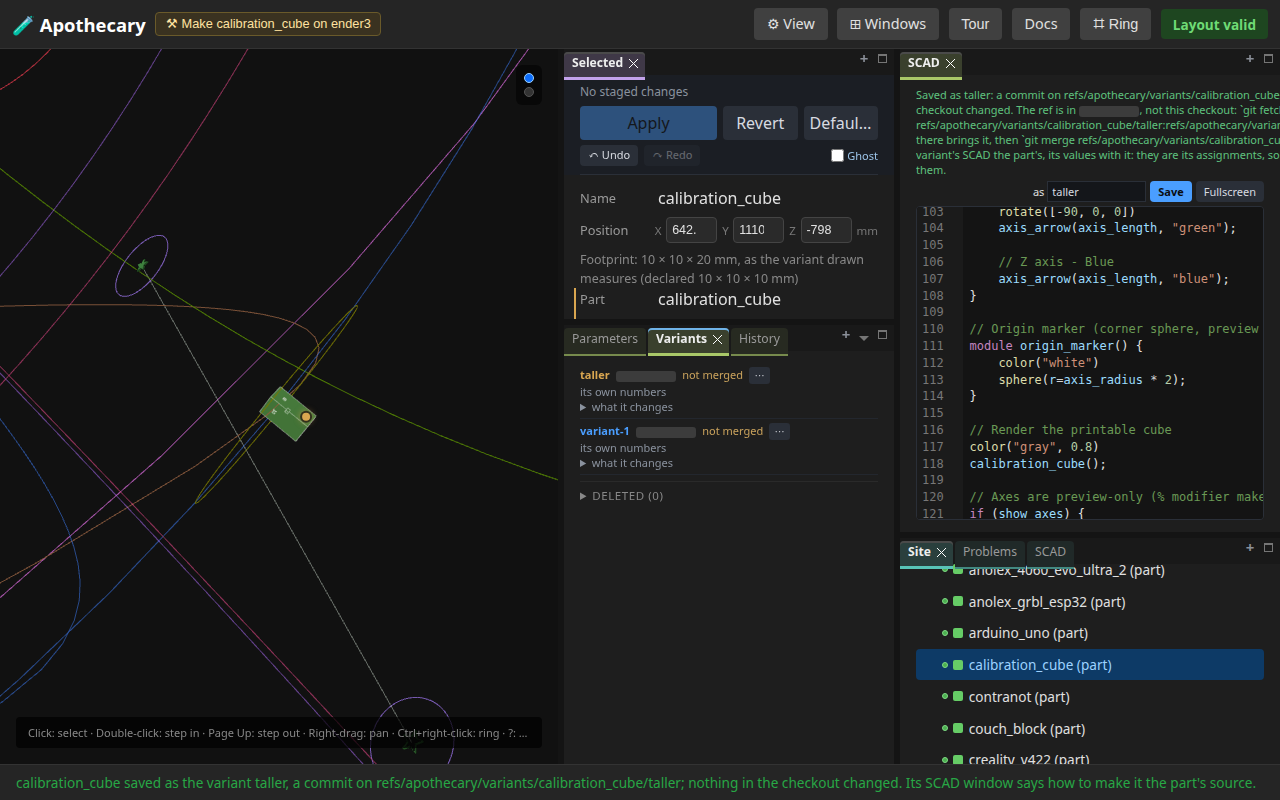 🧪 Apothecary
⚒ Make calibration_cube on ender3
⚙ View
⊞ Windows
Tour
Docs
⌗ Ring
Layout valid
Selected
No staged changes
Apply
Revert
Defaul...
↶ Undo
↷ Redo
Ghost
Name calibration_cube
Position X 642. Y 1110 Z -798 mm
Footprint: 10 × 10 × 20 mm, as the variant drawn
measures (declared 10 × 10 × 10 mm)
Part calibration_cube
Parameters
Variants
History
taller not merged ...
its own numbers
▶ what it changes
variant-1 not merged ...
its own numbers
▶ what it changes
▶ DELETED (0)
SCAD
Saved as taller: a commit on refs/apothecary/variants/calibration_cube
checkout changed. The ref is in , not this checkout: `git fetc
refs/apothecary/variants/calibration_cube/taller:refs/apothecary/varian
there brings it, then `git merge refs/apothecary/variants/calibration_cu
variant's SCAD the part's, its values with it: they are its assignments, so
them.
as taller Save Fullscreen
103 rotate([-90, 0, 0])
104 axis_arrow(axis_length, "green");
105
106 // Z axis - Blue
107 axis_arrow(axis_length, "blue");
108 }
109
110 // Origin marker (corner sphere, preview
111 module origin_marker() {
112 color("white")
113 sphere(r=axis_radius * 2);
114 }
115
116 // Render the printable cube
117 color("gray", 0.8)
118 calibration_cube();
119
120 // Axes are preview-only (% modifier make
121 if (show_axes) {
Site
Problems
SCAD
anolex_4060_evo_ultra_2 (part)
anolex_grbl_esp32 (part)
arduino_uno (part)
calibration_cube (part)
contranot (part)
couch_block (part)
creality_v422 (part)
Click: select · Double-click: step in · Page Up: step out · Right-drag: pan · Ctrl+right-click: ring · ?: ...
calibration_cube saved as the variant taller, a commit on refs/apothecary/variants/calibration_cube/taller; nothing in the checkout changed. Its SCAD window says how to make it the part's source.